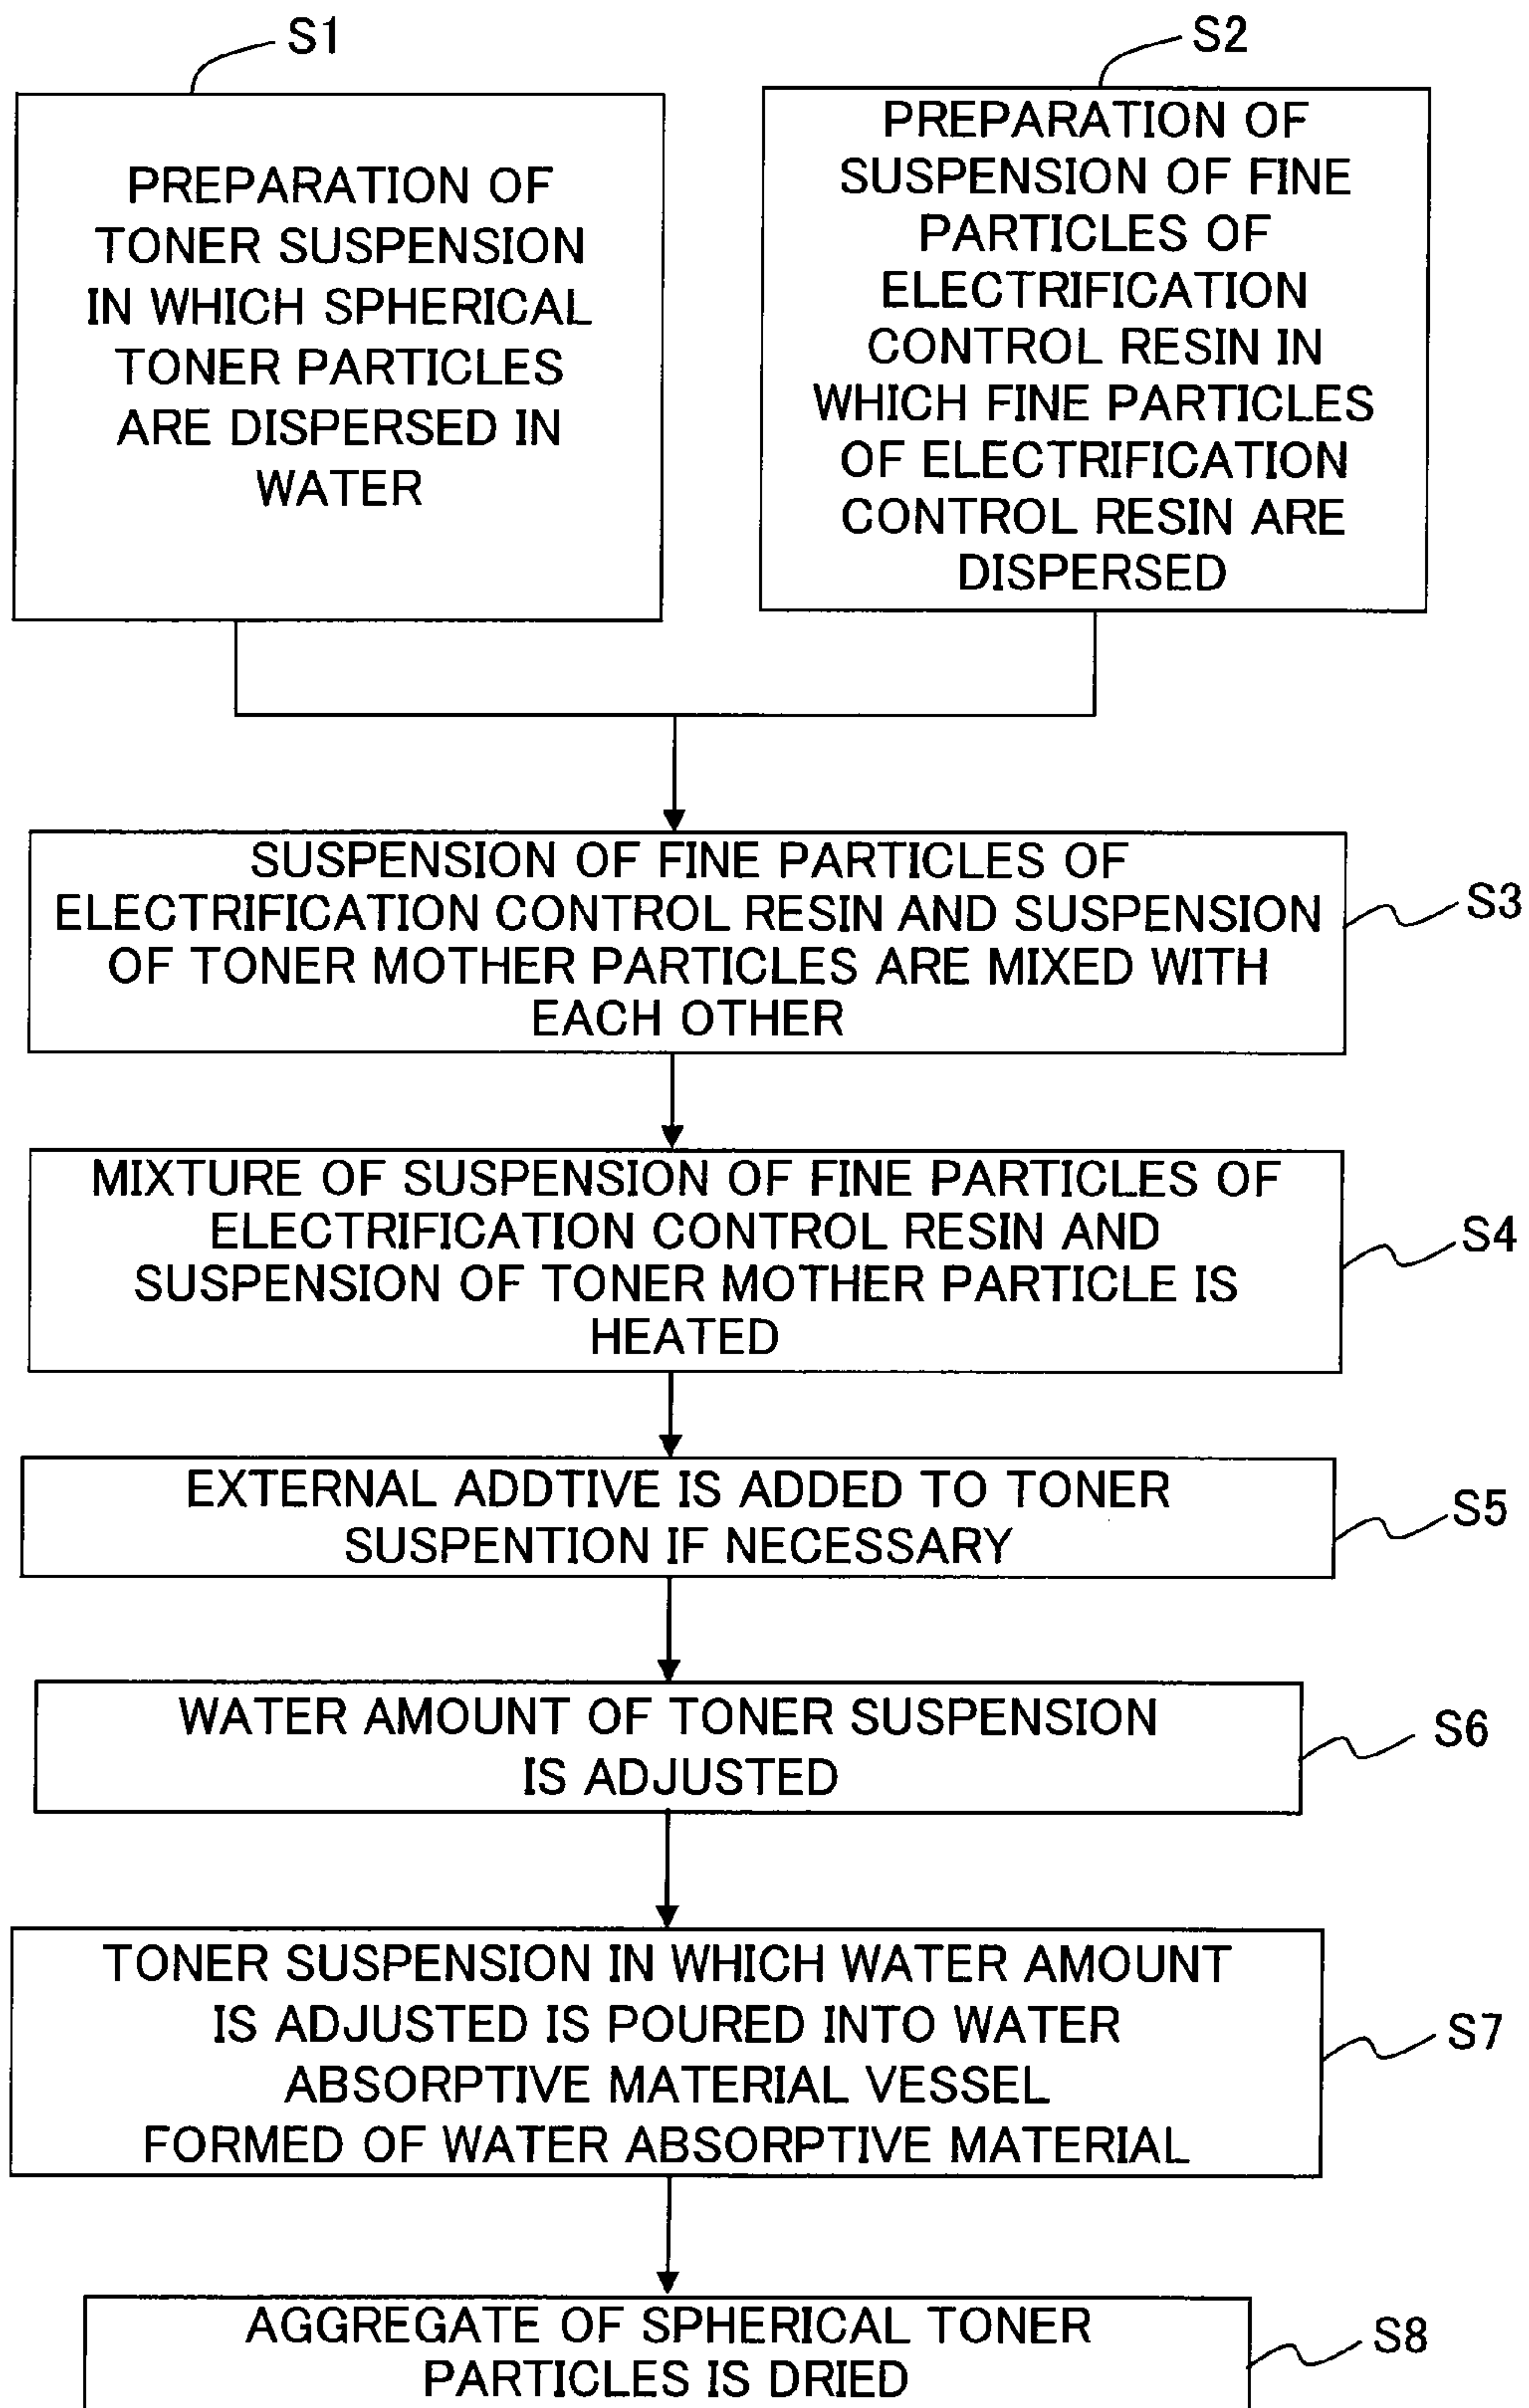 S1
PREPARATION OF
TONER SUSPENSION
IN WHICH SPHERICAL
TONER PARTICLES
ARE DISPERSED IN
WATER
S2
PREPARATION OF
SUSPENSION OF FINE
PARTICLES OF
ELECTRIFICATION
CONTROL RESIN IN
WHICH FINE PARTICLES
OF ELECTRIFICATION
CONTROL RESIN ARE
DISPERSED
SUSPENSION OF FINE PARTICLES OF
ELECTRIFICATION CONTROL RESIN AND SUSPENSION
OF TONER MOTHER PARTICLES ARE MIXED WITH
EACH OTHER
S3
MIXTURE OF SUSPENSION OF FINE PARTICLES OF
ELECTRIFICATION CONTROL RESIN AND
SUSPENSION OF TONER MOTHER PARTICLE IS
HEATED
S4
EXTERNAL ADDTIVE IS ADDED TO TONER
SUSPENTION IF NECESSARY
S5
WATER AMOUNT OF TONER SUSPENSION
IS ADJUSTED
S6
TONER SUSPENSION IN WHICH WATER AMOUNT
IS ADJUSTED IS POURED INTO WATER
ABSORPTIVE MATERIAL VESSEL
FORMED OF WATER ABSORPTIVE MATERIAL
S7
AGGREGATE OF SPHERICAL TONER
PARTICLES IS DRIED
S8